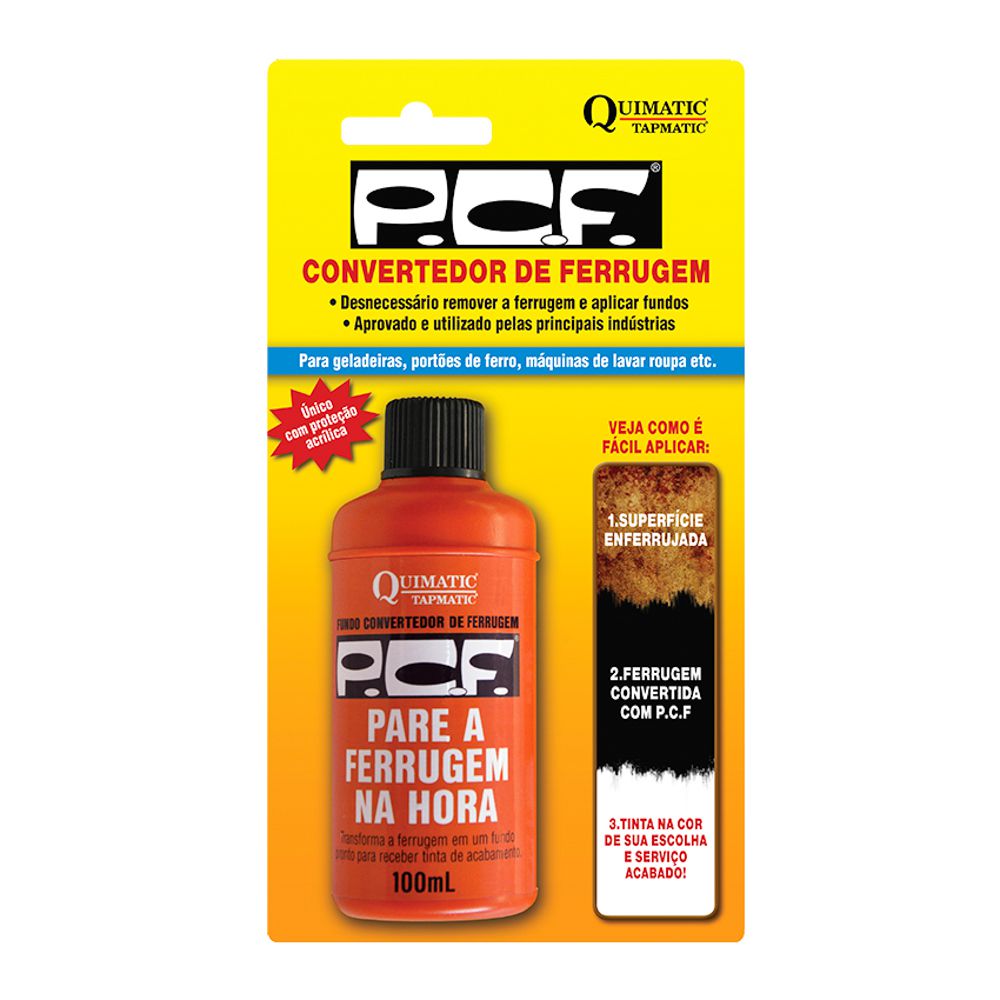 QUIMATIC®
TAPMATIC®
P.C.F.®
CONVERTEDOR DE FERRUGEM
• Desnecessário remover a ferrugem e aplicar fundos
• Aprovado e utilizado pelas principais indústrias
Para geladeiras, portões de ferro, máquinas de lavar roupa etc.
Único
com proteção
acrílica
QUIMATIC®
TAPMATIC®
FUNDO CONVERTEDOR DE FERRUGEM
P.C.F.®
PARE A
FERRUGEM
NA HORA
Transforma a ferrugem em um fundo
pronto para receber tinta de acabamento.
100mL
VEJA COMO É
FÁCIL APLICAR:
1.SUPERFÍCIE
ENFERRUJADA
2.FERRUGEM
CONVERTIDA
COM P.C.F
3.TINTA NA COR
DE SUA ESCOLHA
E SERVIÇO
ACABADO!